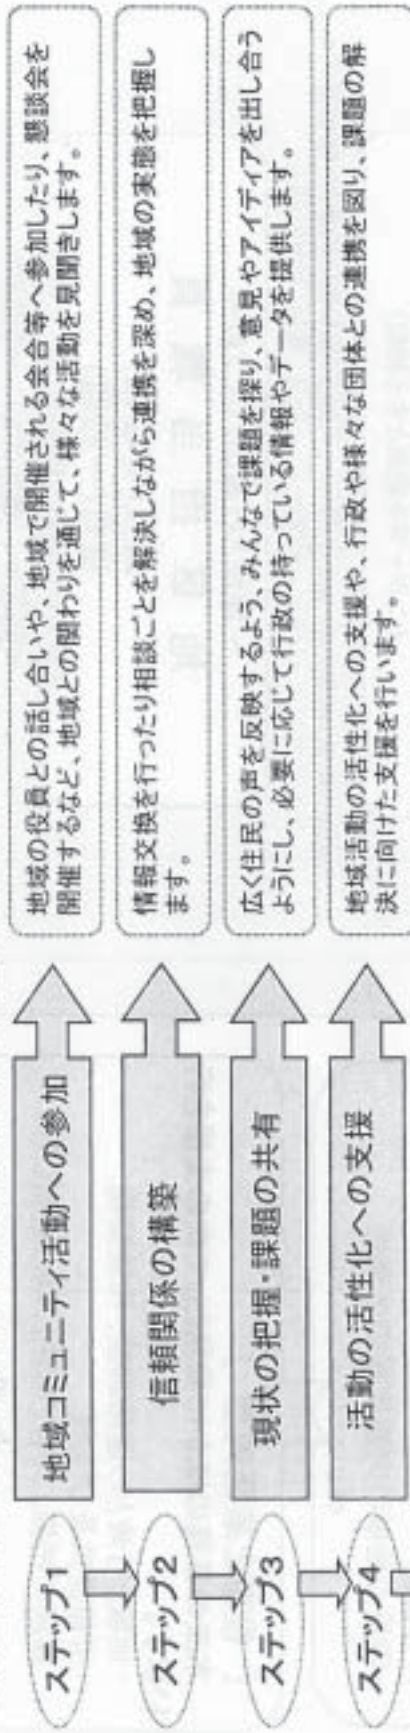 ステップ1
地域コミュニティ活動への参加
地域の役員との話し合いや、地域で開催される会合等へ参加したり、懇談会を
開催するなど、地域との関わりを通じて、様々な活動を見聞きします。
ステップ2
信頼関係の構築
情報交換を行ったり相談ごとを解決しながら連携を深め、地域の実態を把握し
ます。
ステップ3
現状の把握・課題の共有
広く住民の声を反映するよう、みんなで課題を探り、意見やアイディアを出し合う
ようにし、必要に応じて行政の持っている情報やデータを提供します。
ステップ4
活動の活性化への支援
地域活動の活性化への支援や、行政や様々な団体との連携を図り、課題の解
決に向けた支援を行います。